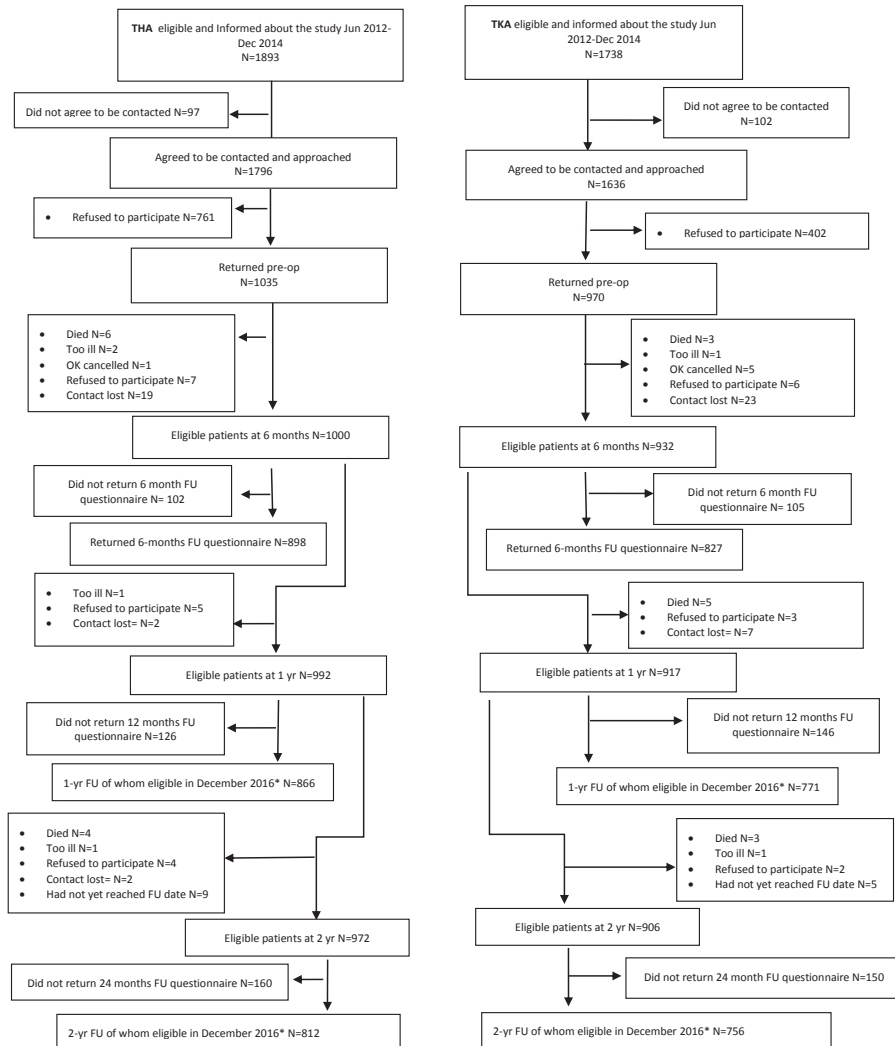 THA eligible and Informed about the study Jun 2012-
Dec 2014
N=1893
Did not agree to be contacted N=97
Agreed to be contacted and approached
N=1796
• Refused to participate N=761
Returned pre-op
N=1035
• Died N=6
• Too ill N=2
• OK cancelled N=1
• Refused to participate N=7
• Contact lost N=19
Eligible patients at 6 months N=1000
Did not return 6 month FU
questionnaire N= 102
Returned 6-months FU questionnaire N=898
• Too ill N=1
• Refused to participate N=5
• Contact lost= N=2
Eligible patients at 1 yr N=992
Did not return 12 months FU
questionnaire N=126
1-yr FU of whom eligible in December 2016* N=866
• Died N=4
• Too ill N=1
• Refused to participate N=4
• Contact lost= N=2
• Had not yet reached FU date N=9
Eligible patients at 2 yr N=972
Did not return 24 months FU questionnaire N=160
2-yr FU of whom eligible in December 2016* N=812
TKA eligible and informed about the study Jun
2012-Dec 2014
N=1738
Did not agree to be contacted
N=102
Agreed to be contacted and approached
N=1636
• Refused to participate N=402
Returned pre-op
N=970
• Died N=3
• Too ill N=1
• OK cancelled N=5
• Refused to participate N=6
• Contact lost N=23
Eligible patients at 6 months N=932
Did not return 6 month FU
questionnaire N= 105
Returned 6-months FU questionnaire N=827
• Died N=5
• Refused to participate N=3
• Contact lost= N=7
Eligible patients at 1 yr N=917
Did not return 12 months FU
questionnaire N=146
1-yr FU of whom eligible in December 2016* N=771
• Died N=3
• Too ill N=1
• Refused to participate N=2
• Had not yet reached FU date N=5
Eligible patients at 2 yr N=906
Did not return 24 month FU questionnaire N=150
2-yr FU of whom eligible in December 2016* N=756